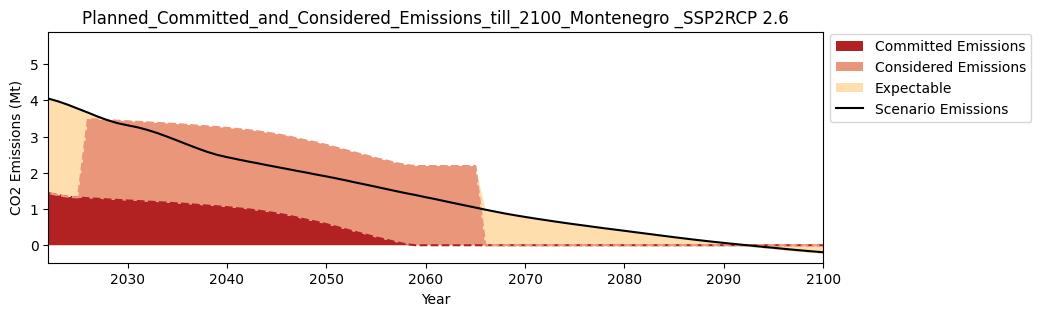 Planned_Committed_and_Considered_Emissions_till_2100_Montenegro _SSP2RCP 2.6
Committed Emissions
Considered Emissions
Expectable
Scenario Emissions
CO2 Emissions (Mt)
5
4
3
2
1
0
2030 2040 2050 2060 2070 2080 2090 2100
Year